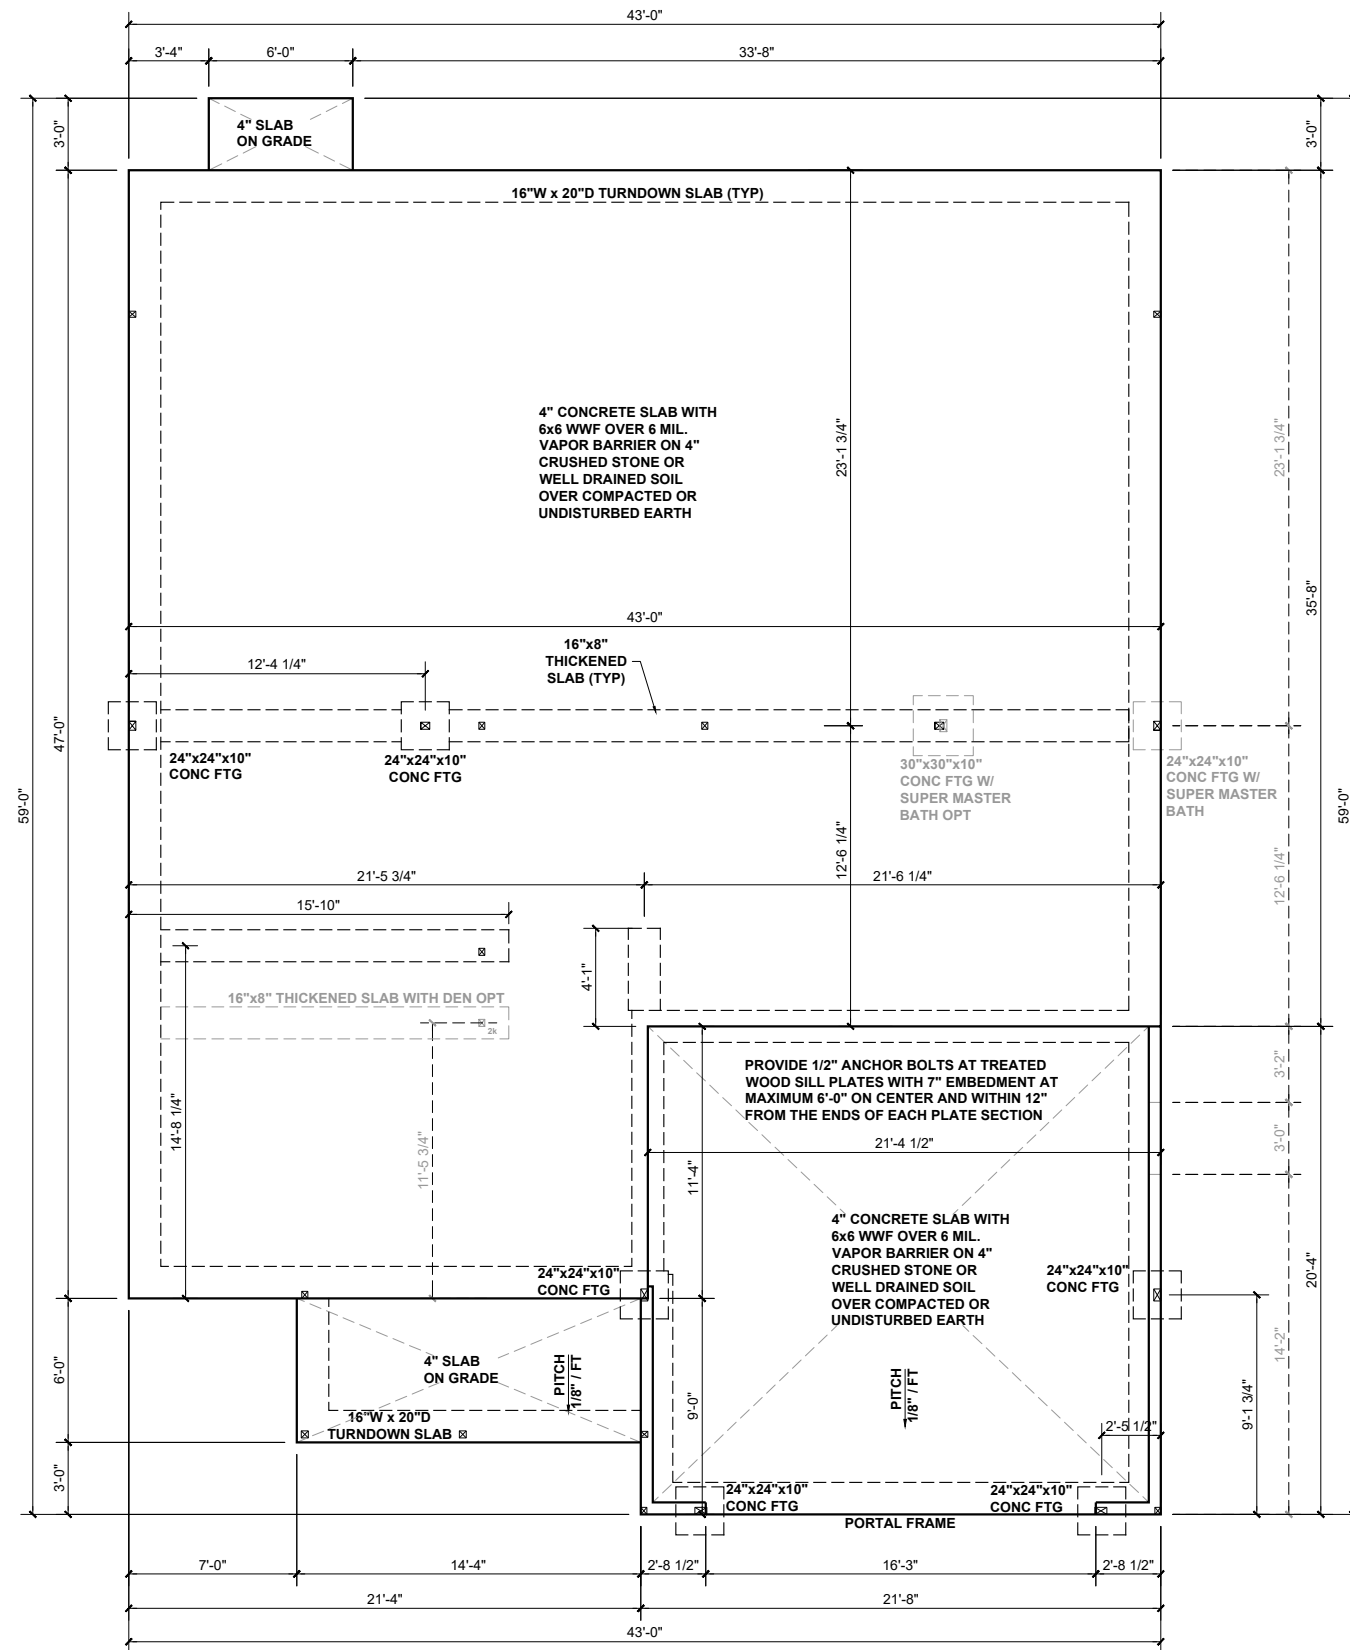 43'-0"
3'-4"
6'-0"
33'-8"
3'-0"
4" SLAB
ON GRADE
3'-0"
16"W x 20"D TURNDOWN SLAB (TYP)
4" CONCRETE SLAB WITH
6x6 WWF OVER 6 MIL.
VAPOR BARRIER ON 4"
CRUSHED STONE OR
WELL DRAINED SOIL
OVER COMPACTED OR
UNDISTURBED EARTH
23'-1 3/4"
23'-1 3/4"
35'-8"
43'-0"
12'-4 1/4"
16"x8"
THICKENED
SLAB (TYP)
47'-0"
59'-0"
59'-0"
24"x24"x10"
CONC FTG
24"x24"x10"
CONC FTG
30"x30"x10"
CONC FTG W/
SUPER MASTER
BATH OPT
24"x24"x10"
CONC FTG W/
SUPER MASTER
BATH
12'-6 1/4"
12'-6 1/4"
21'-5 3/4"
21'-6 1/4"
15'-10"
4'-1"
16"x8" THICKENED SLAB WITH DEN OPT
2k
14'-8 1/4"
11'-5 3/4"
PROVIDE 1/2" ANCHOR BOLTS AT TREATED
WOOD SILL PLATES WITH 7" EMBEDMENT AT
MAXIMUM 6'-0" ON CENTER AND WITHIN 12"
FROM THE ENDS OF EACH PLATE SECTION
3'-2"
3'-0"
21'-4 1/2"
11'-4"
4" CONCRETE SLAB WITH
6x6 WWF OVER 6 MIL.
VAPOR BARRIER ON 4"
CRUSHED STONE OR
WELL DRAINED SOIL
OVER COMPACTED OR
UNDISTURBED EARTH
24"x24"x10"
CONC FTG
24"x24"x10"
CONC FTG
20'-4"
14'-2"
6'-0"
4" SLAB
ON GRADE
PITCH
1/8" / FT
PITCH
1/8" / FT
9'-0"
9'-1 3/4"
16"W x 20"D
TURNDOWN SLAB
2'-5 1/2"
3'-0"
24"x24"x10"
CONC FTG
24"x24"x10"
CONC FTG
PORTAL FRAME
7'-0"
14'-4"
2'-8 1/2"
16'-3"
2'-8 1/2"
21'-4"
21'-8"
43'-0"